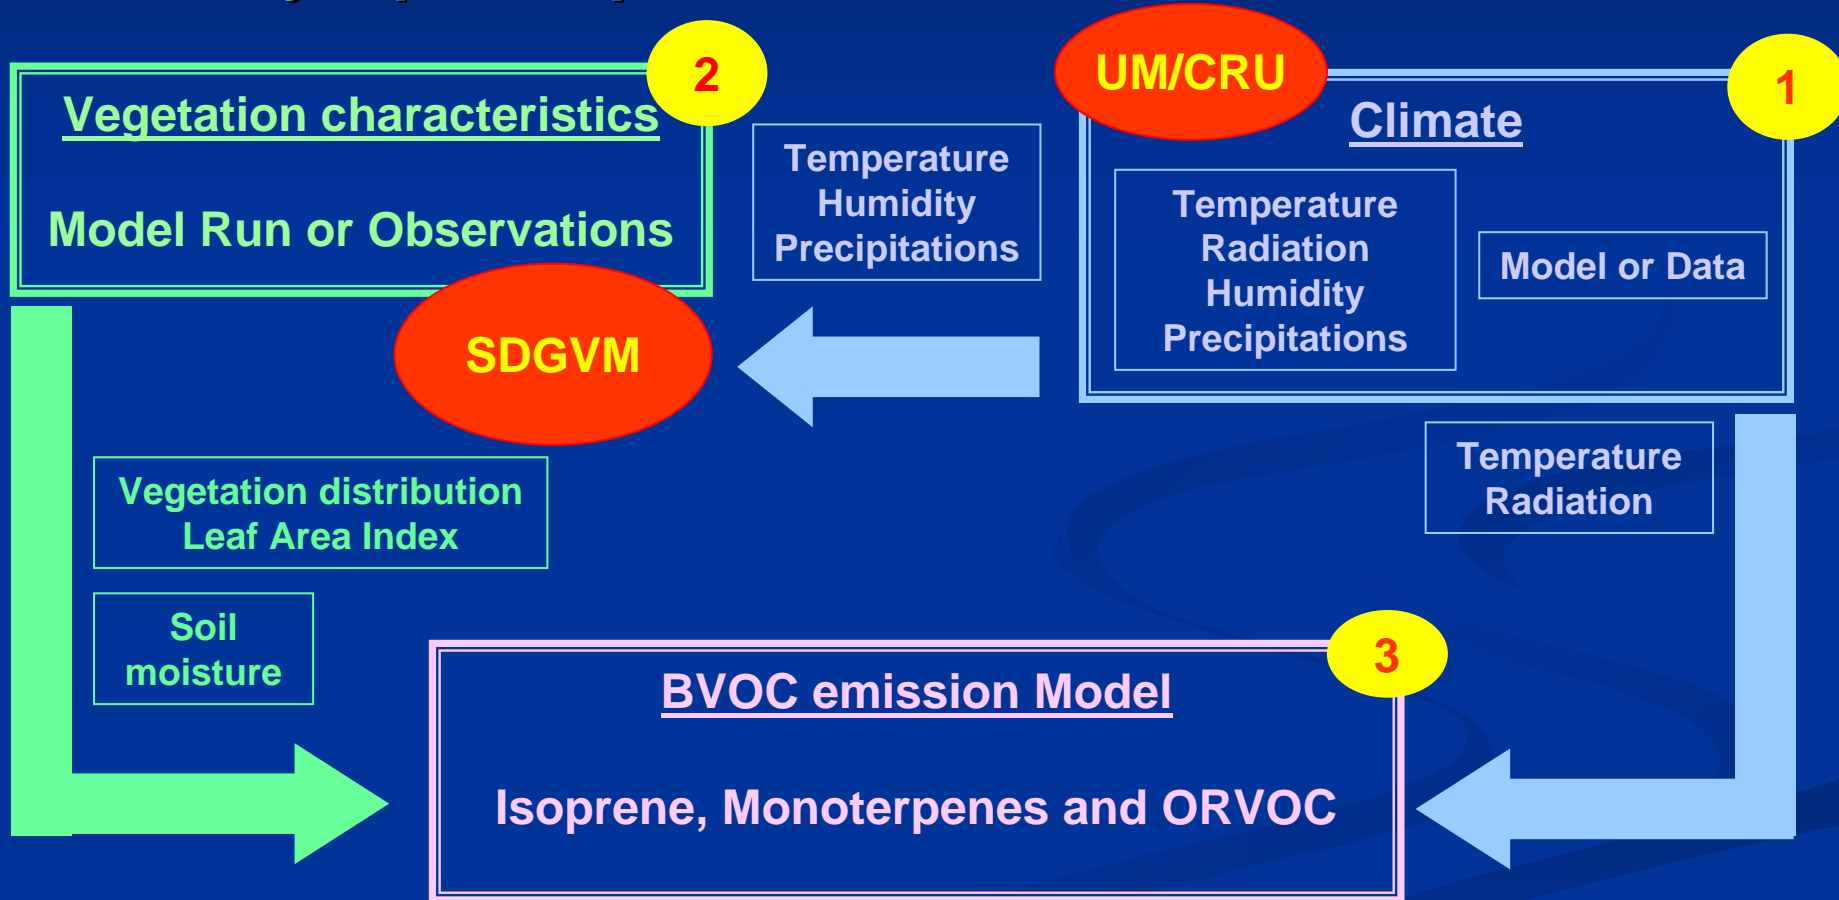 2
Vegetation characteristics
Model Run or Observations
SDGVM
Temperature
Humidity
Precipitations
UM/CRU
1
Climate
Temperature
Radiation
Humidity
Precipitations
Model or Data
Temperature
Radiation
Vegetation distribution
Leaf Area Index
Soil
moisture
3
BVOC emission Model
Isoprene, Monoterpenes and ORVOC